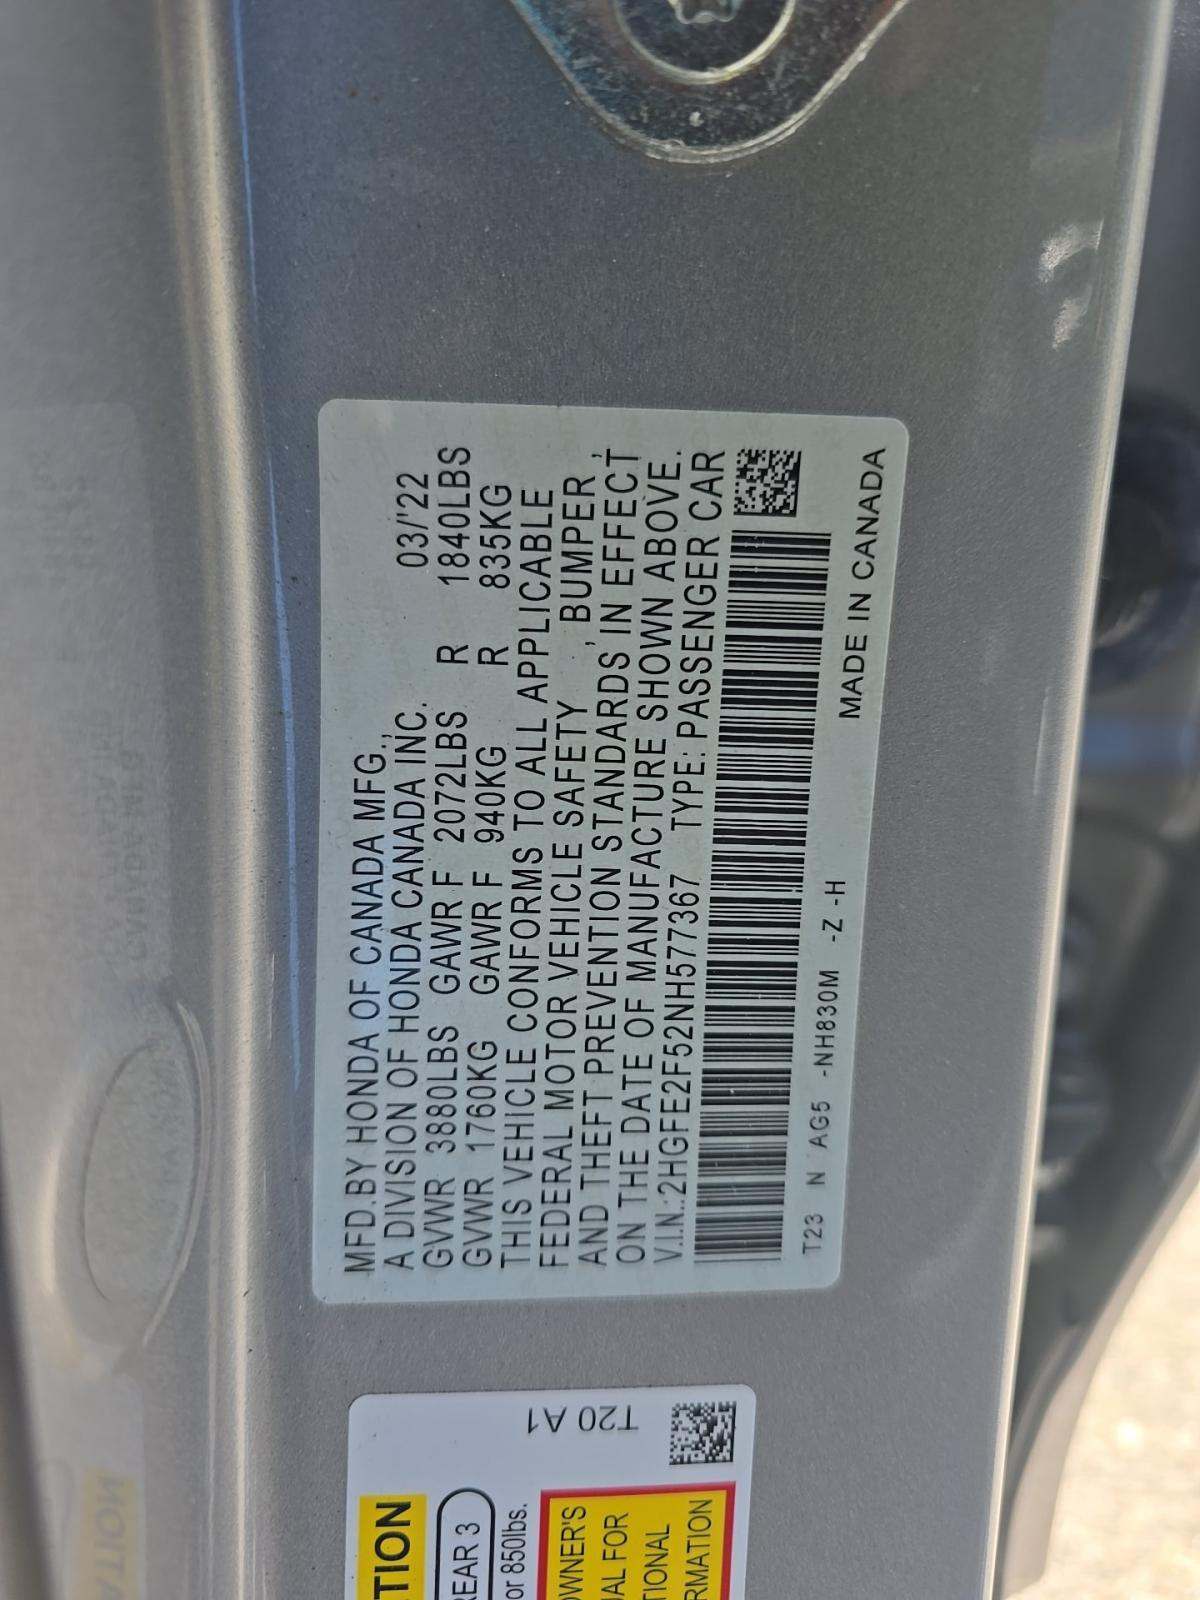 MFD.BY HONDA OF CANADA MFG.,
A DIVISION OF HONDA CANADA INC. 03/'22
GVWR 3880LBS GAWR F 2072LBS R 1840LBS
GVWR 1760KG GAWR F 940KG R 835KG
THIS VEHICLE CONFORMS TO ALL APPLICABLE
FEDERAL MOTOR VEHICLE SAFETY , BUMPER ,
AND THEFT PREVENTION STANDARDS IN EFFECT
ON THE DATE OF MANUFACTURE SHOWN ABOVE.
V.I.N.:2HGFE2F52NH577367 TYPE:PASSENGER CAR
T23 N AG5 -NH830M -Z -H
MADE IN CANADA
T20 A1
TION
REAR 3
or 850lbs.
OWNER'S
UAL FOR
TIONAL
RMATION